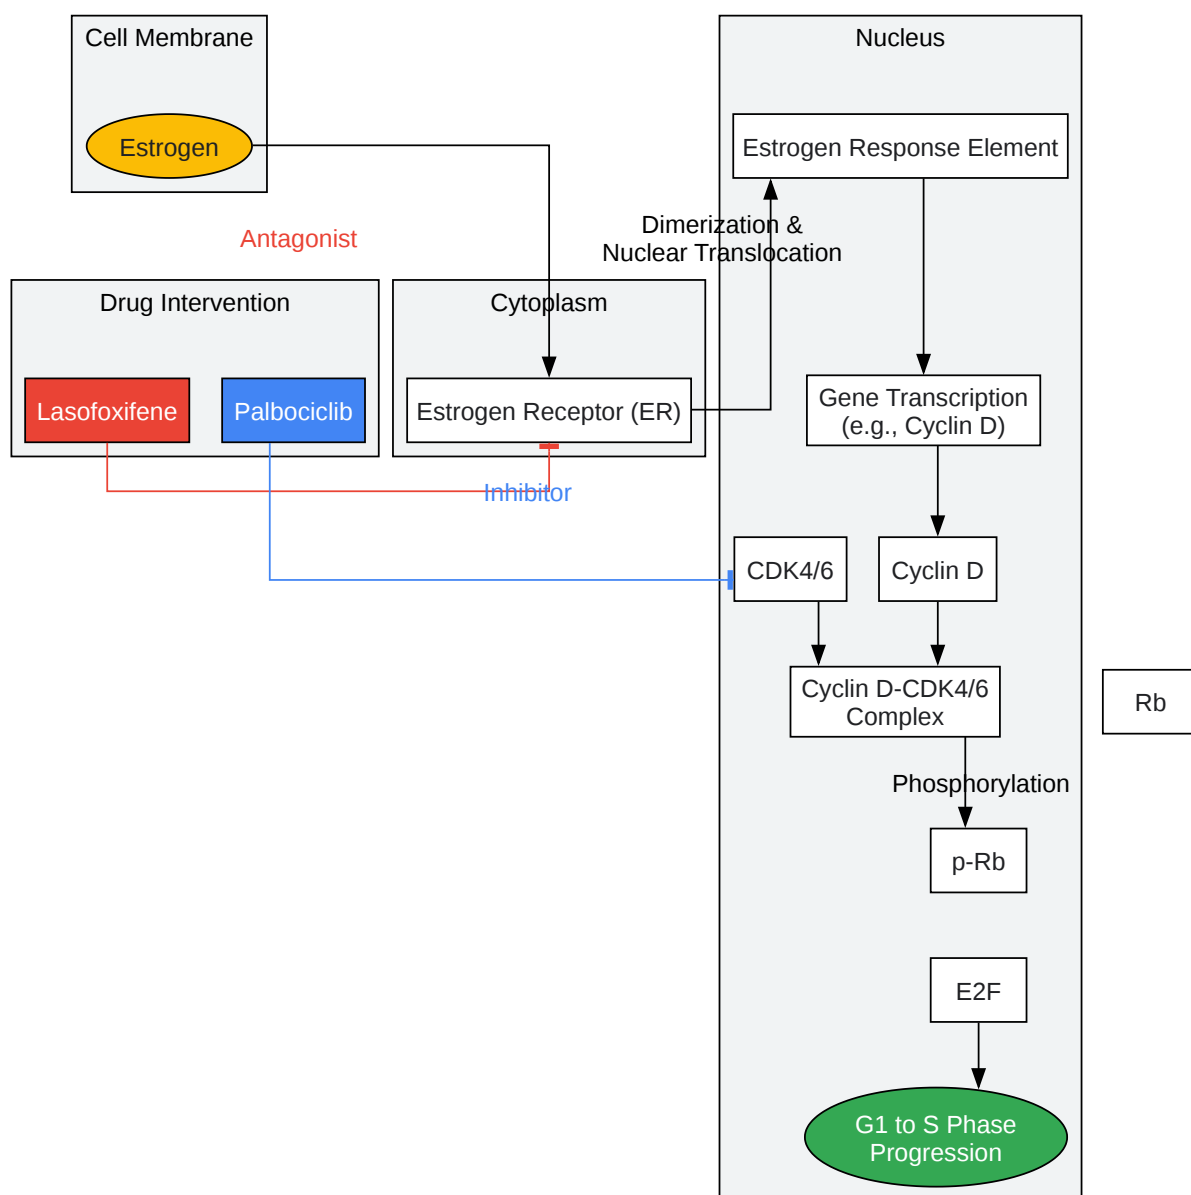 Cell Membrane
Estrogen
Nucleus
Estrogen Response Element
Antagonist
Dimerization &
Nuclear Translocation
Drug Intervention
Lasofoxifene
Palbociclib
Cytoplasm
Estrogen Receptor (ER)
Gene Transcription
(e.g., Cyclin D)
Inhibitor
CDK4/6
Cyclin D
Cyclin D-CDK4/6
Complex
Rb
Phosphorylation
p-Rb
E2F
G1 to S Phase
Progression